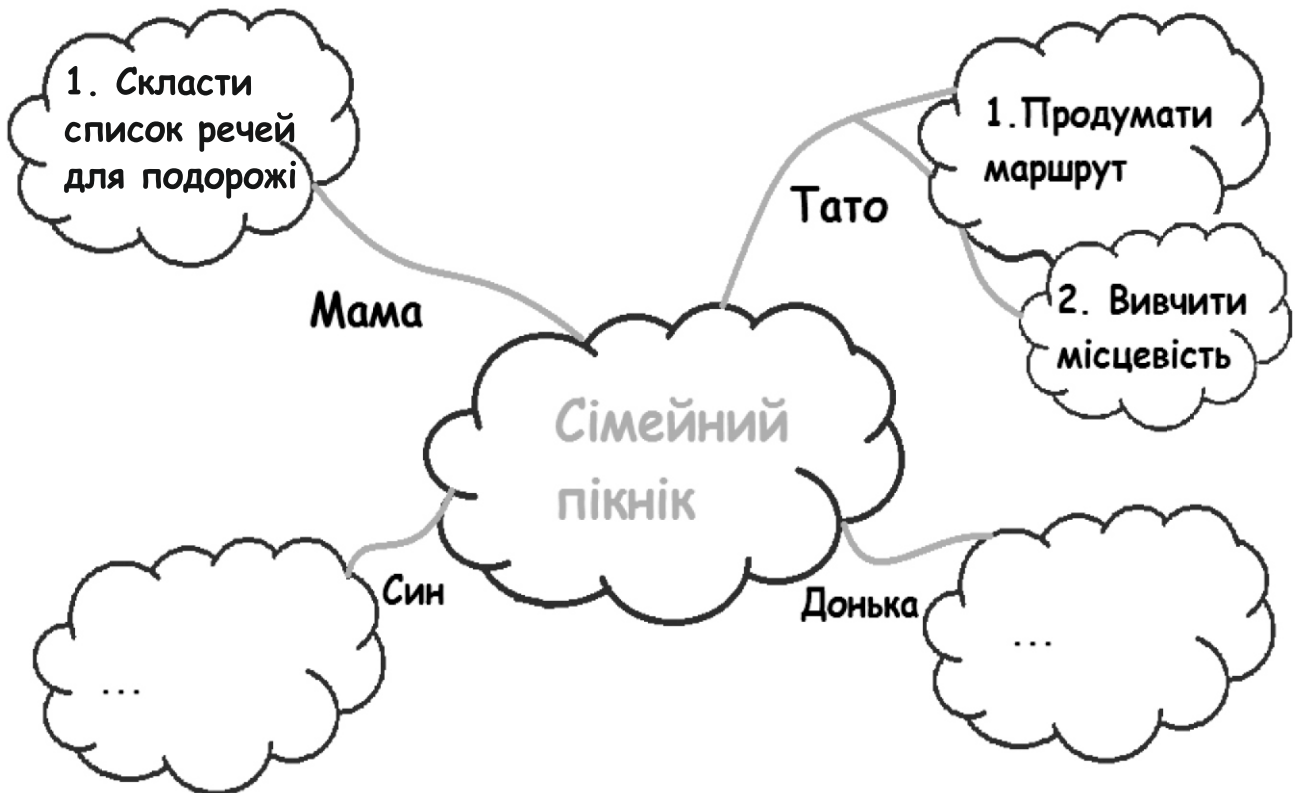 1. Скласти
список речей
для подорожі
Мама
1.Продумати
маршрут
Тато
2. Вивчити
місцевість
Сімейний
пікнік
Син
...
Донька
...